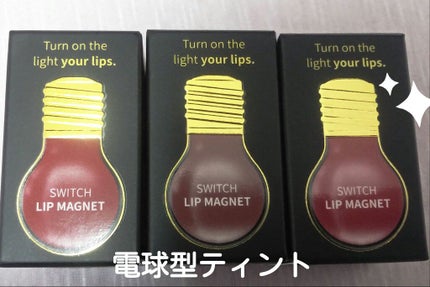 Turn on the
light your lips.
SWITCH
LIP MAGNET
Turn on the
light your lips.
SWITCH
LIP MAGNET
Turn on the
light your lips.
SWITCH
LIP MAGNET
電球型ティント